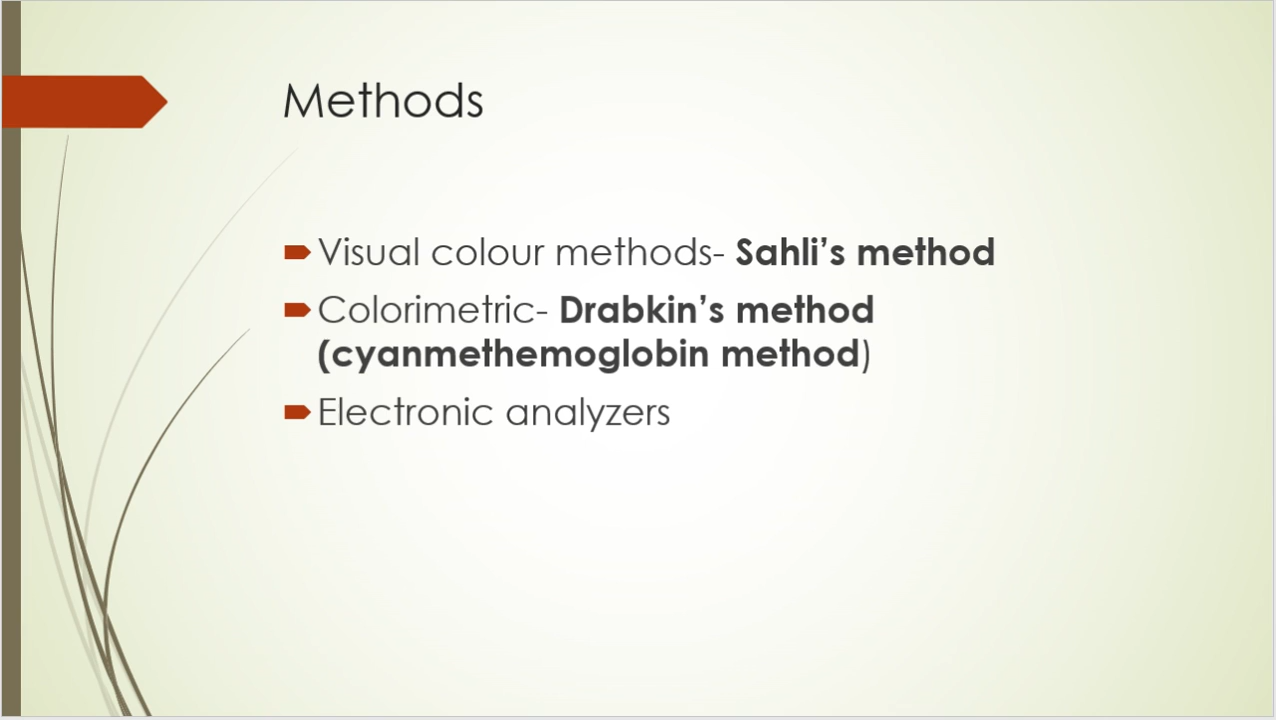 Methods
Visual colour methods- Sahli’s method
Colorimetric- Drabkin’s method
(cyanmethemoglobin method)
Electronic analyzers